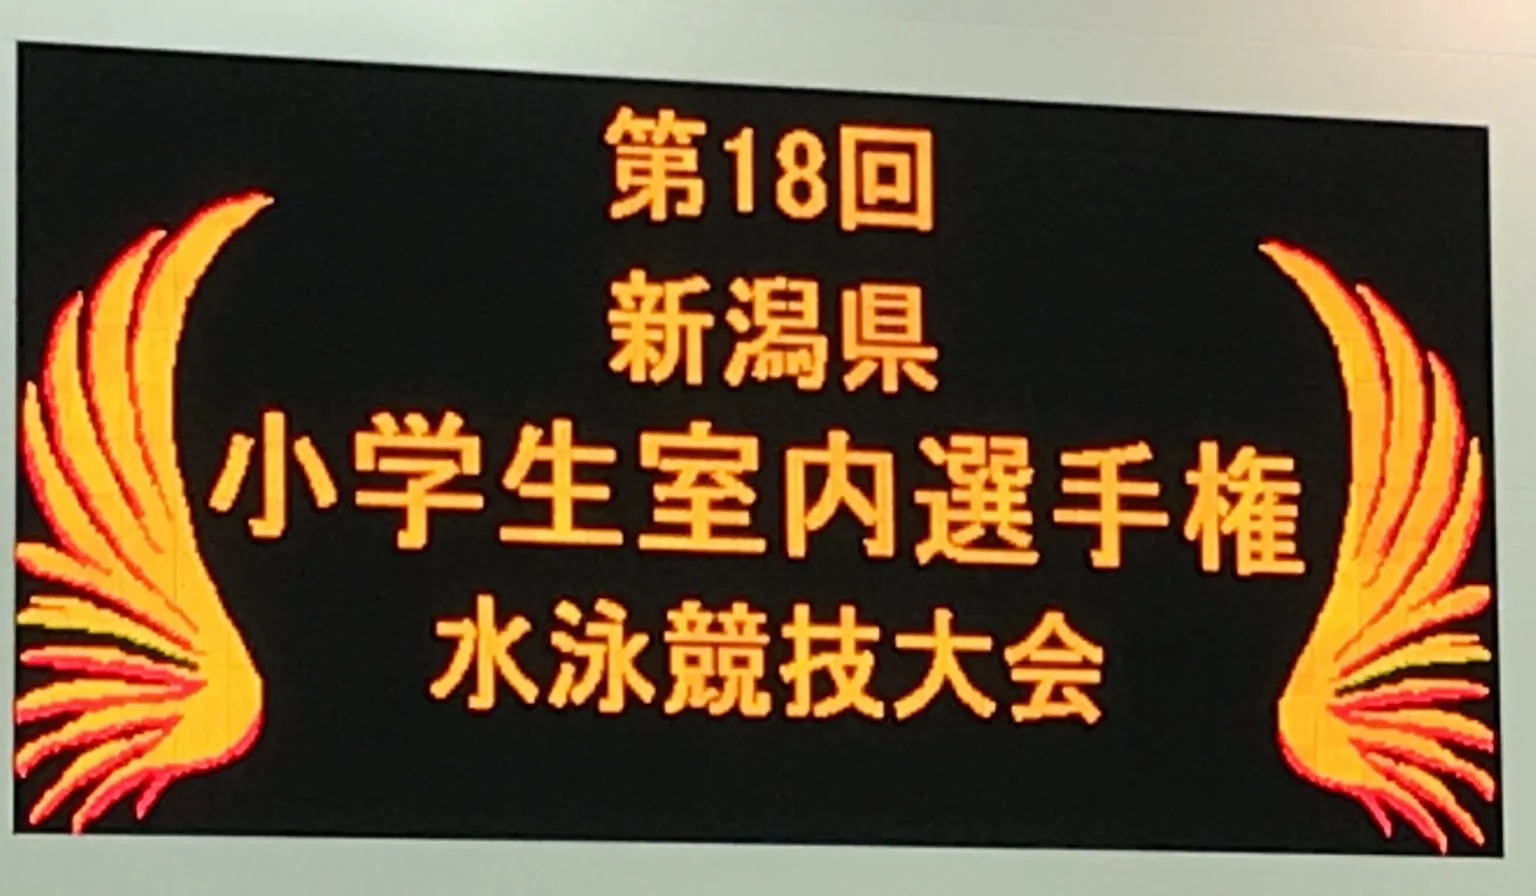 第18回
新潟県
小学生室内選手権
水泳競技大会